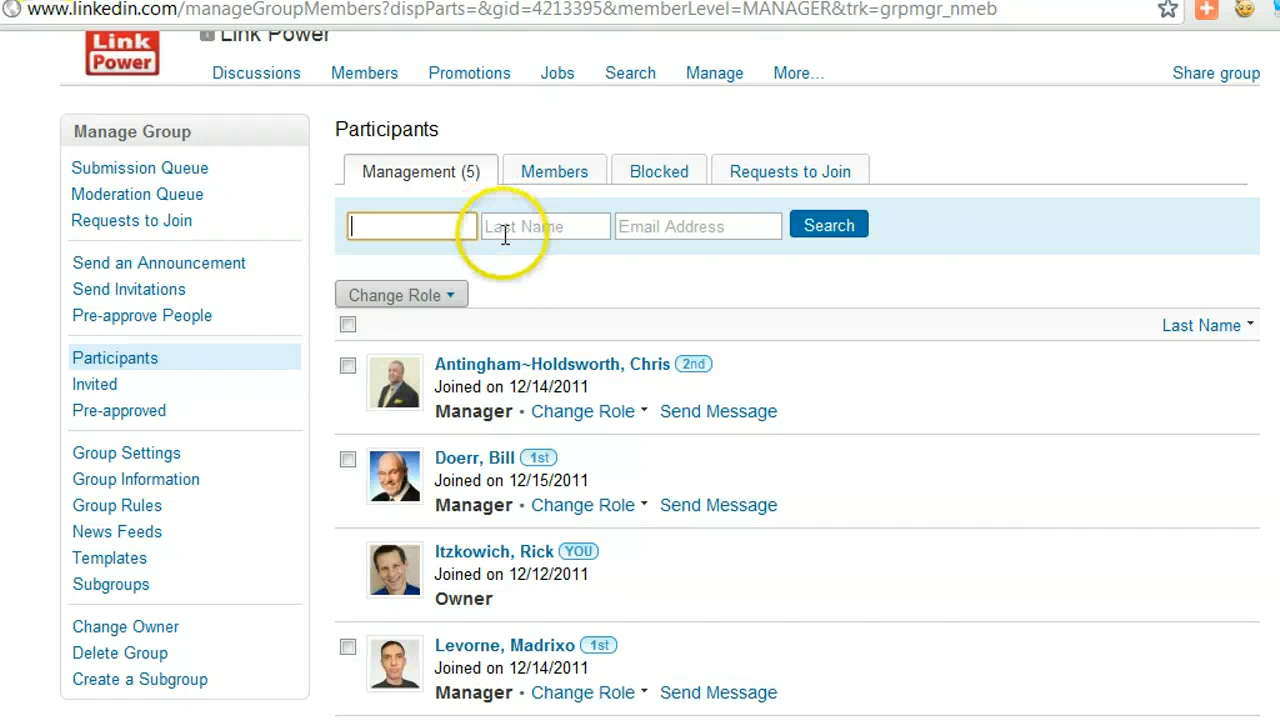 www.linkedin.com/manageGroupMembers?dispParts=&gid=4213395&memberLevel=MANAGER&trk=grpmgr_nmeb
Link Power
Link
Power
Discussions Members Promotions Jobs Search Manage More... Share group
Manage Group
Submission Queue
Moderation Queue
Requests to Join
Send an Announcement
Send Invitations
Pre-approve People
Participants
Invited
Pre-approved
Group Settings
Group Information
Group Rules
News Feeds
Templates
Subgroups
Change Owner
Delete Group
Create a Subgroup
Participants
Management (5) Members Blocked Requests to Join
Last Name Email Address Search
Change Role
Last Name
Antingham~Holdsworth, Chris 2nd
Joined on 12/14/2011
Manager • Change Role Send Message
Doerr, Bill 1st
Joined on 12/15/2011
Manager • Change Role Send Message
Itzkowich, Rick YOU
Joined on 12/12/2011
Owner
Levorne, Madrixo 1st
Joined on 12/14/2011
Manager • Change Role Send Message